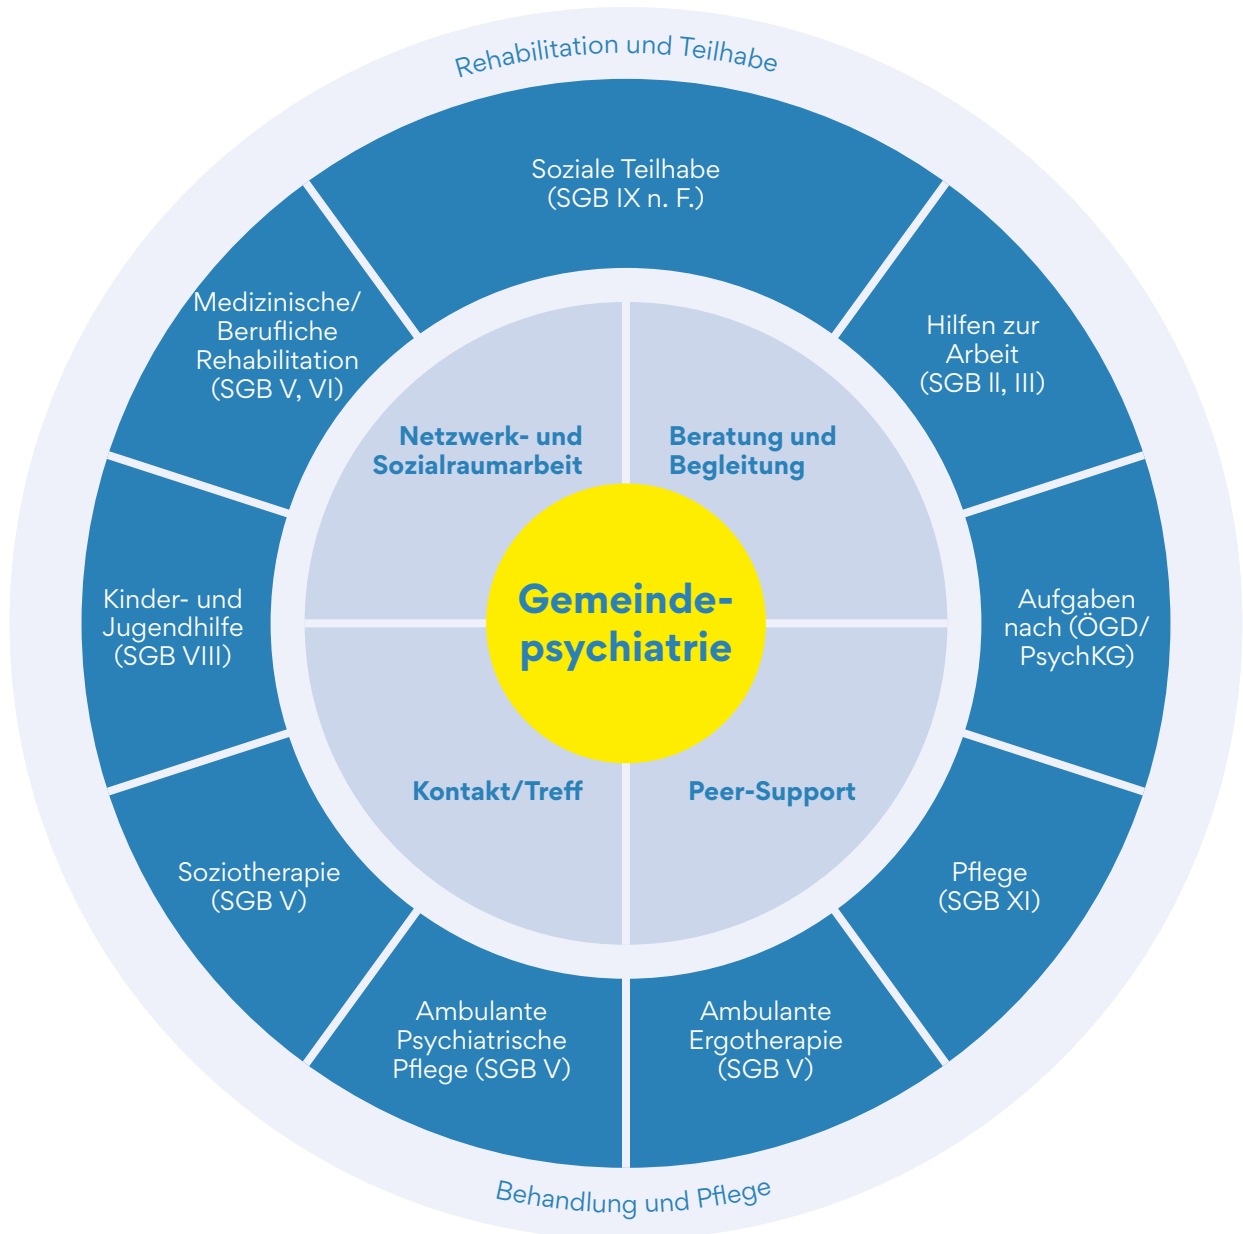 Rehabilitation und Teilhabe
Soziale Teilhabe
(SGB IX n. F.)
Medizinische/
Berufliche
Rehabilitation
(SGB V, VI)
Hilfen zur
Arbeit
(SGB ll, III)
Netzwerk- und
Sozialraumarbeit
Beratung und
Begleitung
Kinder- und
Jugendhilfe
(SGB VIII)
Gemeinde-
psychiatrie
Aufgaben
nach (ÖGD/
PsychKG)
Kontakt/Treff
Peer-Support
Soziotherapie
(SGB V)
Pflege
(SGB XI)
Ambulante
Psychiatrische
Pflege (SGB V)
Ambulante
Ergotherapie
(SGB V)
Behandlung und Pflege